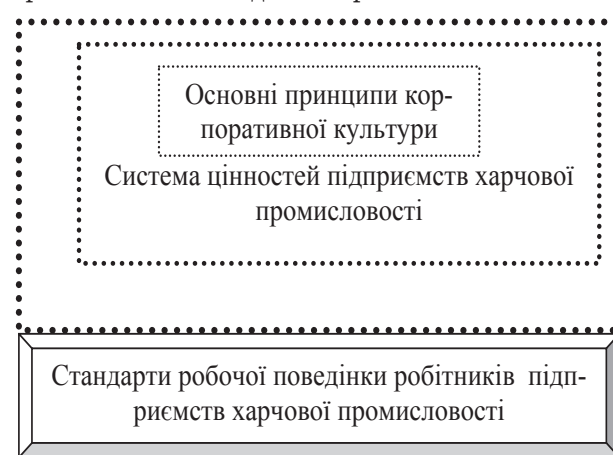 Основні принципи кор-
поративної культури
Система цінностей підприємств харчової
промисловості
Стандарти робочої поведінки робітників підп-
риємств харчової промисловості